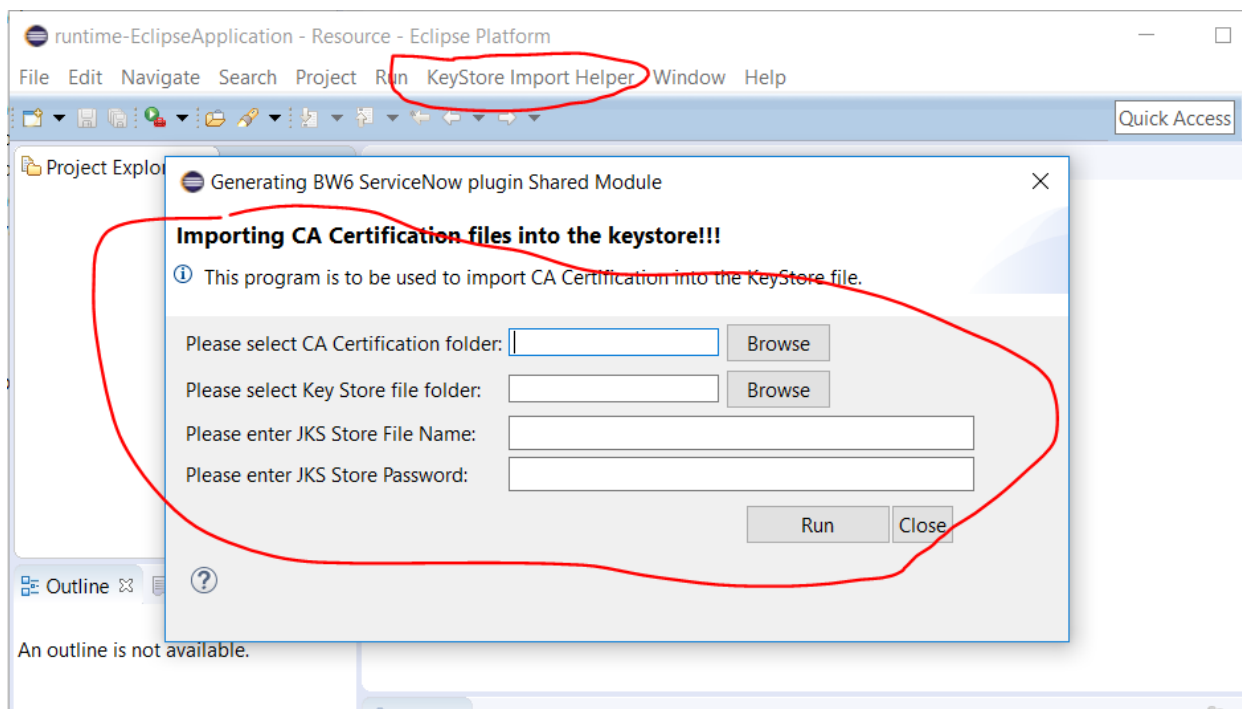 runtime-EclipseApplication - Resource - Eclipse Platform
File Edit Navigate Search Project Run KeyStore Import Helper Window Help
Quick Access
Project Explor
Generating BW6 ServiceNow plugin Shared Module
Importing CA Certification files into the keystore!!!
This program is to be used to import CA Certification into the KeyStore file.
Please select CA Certification folder: Browse
Please select Key Store file folder: Browse
Please enter JKS Store File Name:
Please enter JKS Store Password:
Run Close
Outline
An outline is not available.